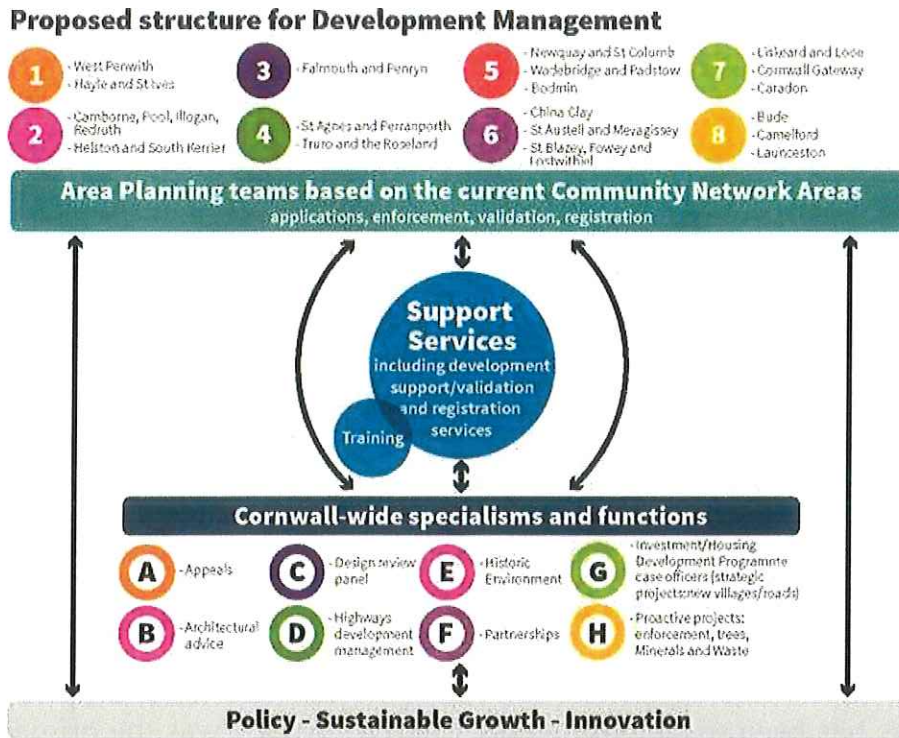 Proposed structure for Development Management
1
- West Penwith
- Hayle and St Ives
2
- Camborne, Pool, Illogan,
Redruth
- Helston and South Kerrier
3
- Falmouth and Penryn
4
- St Agnes and Perranporth
- Truro and the Roseland
5
- Newquay and St Columb
- Wadebridge and Padstow
- Bodmin
6
- China Clay
- St Austell and Mevagissey
- St Blazey, Fowey and
Lostwithiel
7
- Liskeard and Looe
- Cornwall Gateway
- Caradon
8
- Bude
- Camelford
- Launceston
Area Planning teams based on the current Community Network Areas
applications, enforcement, validation, registration
Support
Services
including development
support/validation
and registration
services
Training
Cornwall-wide specialisms and functions
A
- Appeals
B
- Architectural
advice
C
- Design review
panel
D
- Highways
development
management
E
- Historic
Environment
F
- Partnerships
G
- Investment/Housing
Development Programme
case officers (strategic
projects:new villages/roads)
H
- Proactive projects:
enforcement, trees,
Minerals and Waste
Policy - Sustainable Growth - Innovation